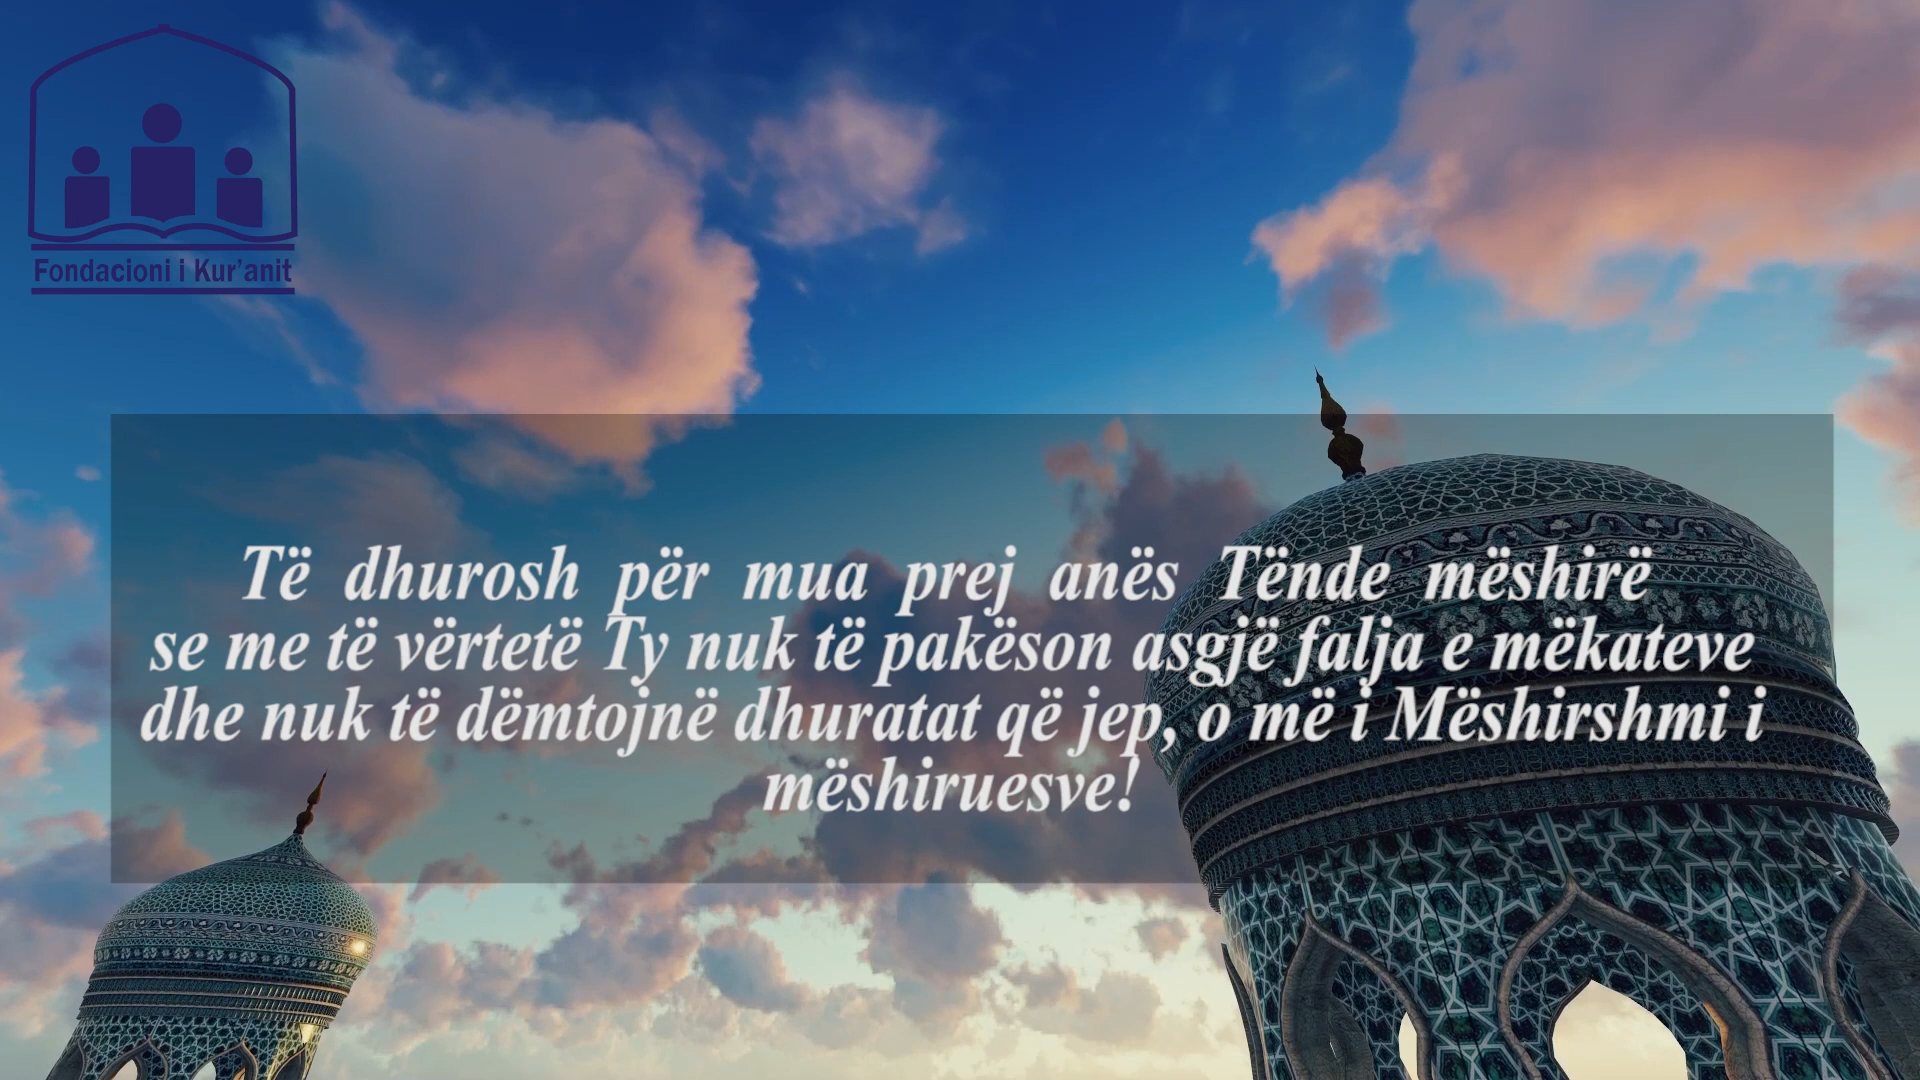 Fondacioni i Kur'anit
Të dhurosh për mua prej anës Tënde mëshirë
se me të vërtetë Ty nuk të pakëson asgjë falja e mëkateve
dhe nuk të dëmtojnë dhuratat që jep, o më i Mëshirshmi i
mëshiruesve!